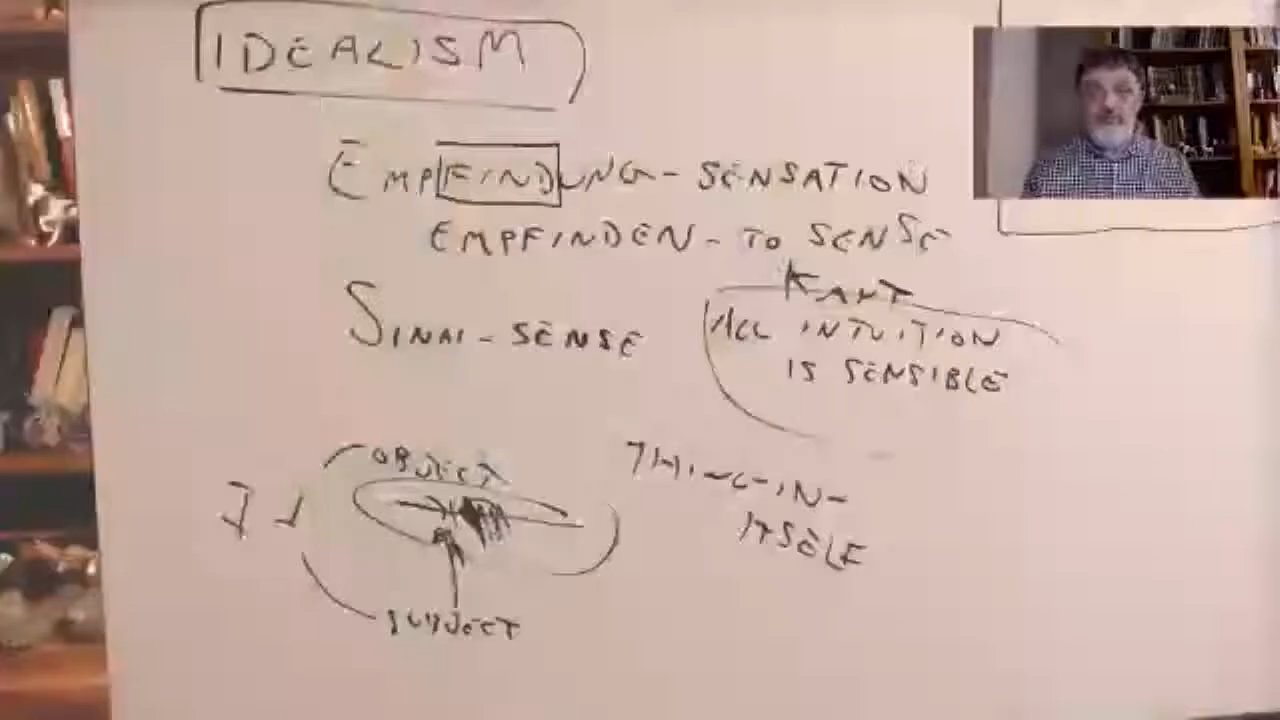 IDEALISM
EMPFINDUNG - SENSATION
EMPFINDEN - TO SENSE
KANT
SINN - SENSE
ALL INTUITION
IS SENSIBLE
OBJECT
THING-IN-
ITSELF
SUBJECT